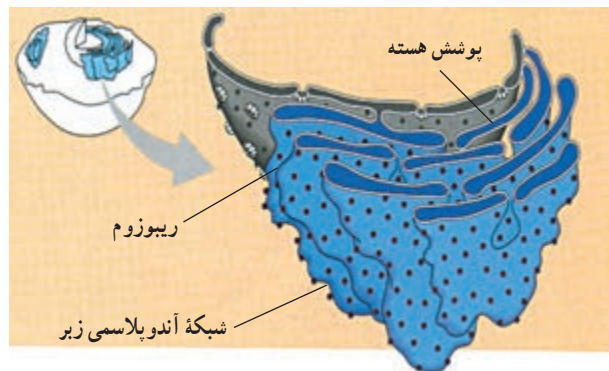 پوشش هسته
ریبوزوم
شبکهٔ آندوپلاسمی زبر